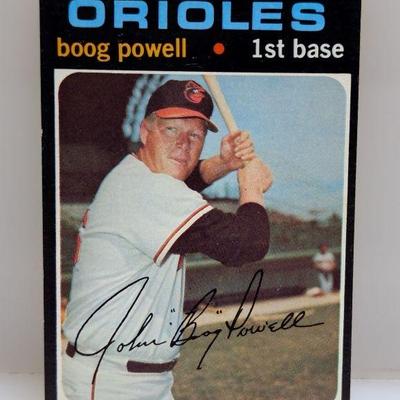 ORIOLES
boog powell • 1st base
John "Boog" Powell